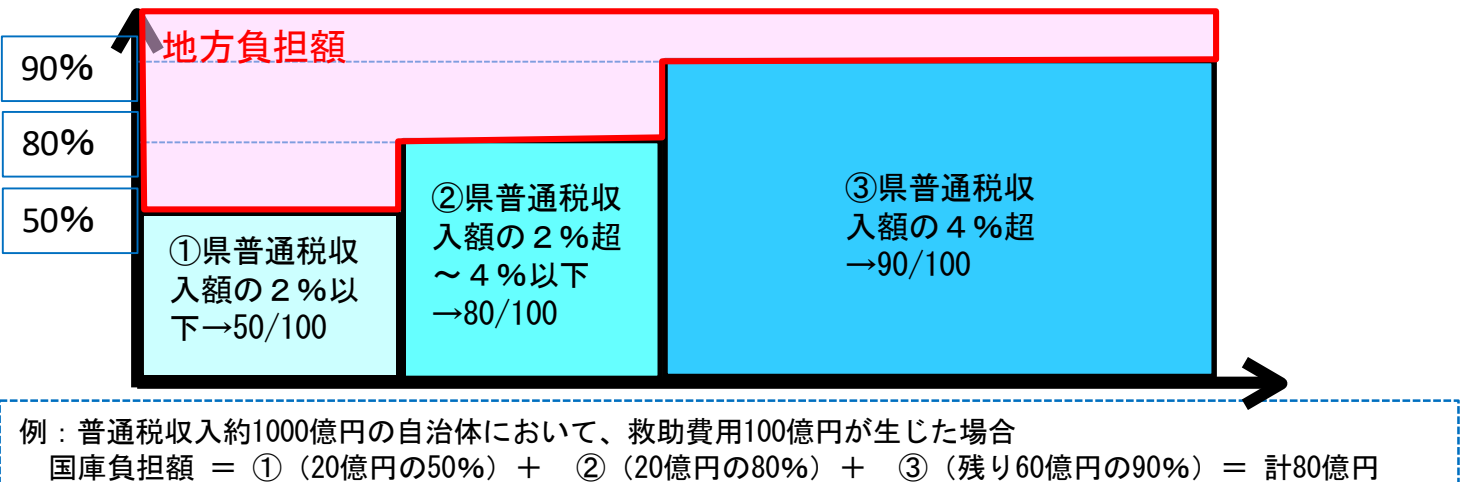 地方負担額
90%
80%
50%
①県普通税収
入額の２％以
下→50/100
②県普通税収
入額の２％超
～４％以下
→80/100
③県普通税収
入額の４％超
→90/100
例：普通税収入約1000億円の自治体において、救助費用100億円が生じた場合
国庫負担額 ＝ ①（20億円の50％）＋ ②（20億円の80％）＋ ③（残り60億円の90％）＝ 計80億円